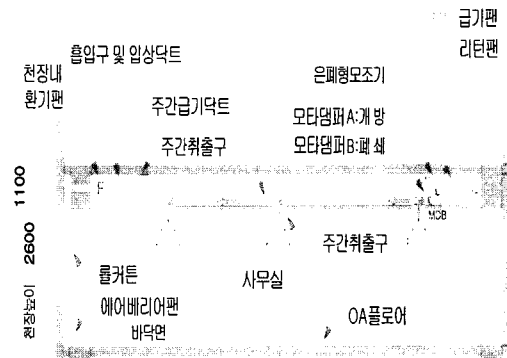 급기팬
리턴팬
흡입구 및 입상닥트
천장내
환기팬
은폐형모조기
주간급기닥트
모타댐퍼A:개 방
주간취출구
모타댐퍼B:폐 쇄
1100
F
MDB
2600
주간취출구
천장높이
롤커튼
사무실
에어베리어팬
바닥면
OA플로어